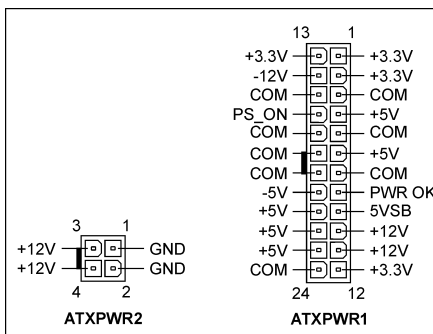 13 1
+3.3V +3.3V
-12V +3.3V
COM COM
PS_ON +5V
COM COM
COM +5V
COM COM
-5V PWR OK
+5V 5VSB
+5V +12V
+5V +12V
COM +3.3V
24 12
ATXPWR1
3 1
+12V GND
+12V GND
4 2
ATXPWR2